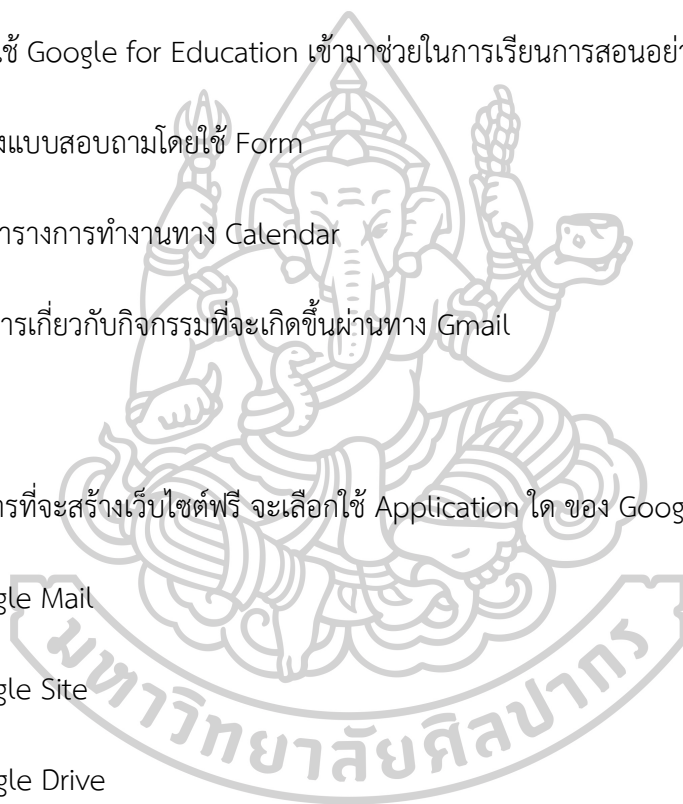 ช้ Google for Education เข้ามาช่วยในการเรียนการสอนอย่า
งแบบสอบถามโดยใช้ Form
ารางการทำงานทาง Calendar
ารเกี่ยวกับกิจกรรมที่จะเกิดขึ้นผ่านทาง Gmail
ารที่จะสร้างเว็บไซต์ฟรี จะเลือกใช้ Application ใด ของ Goog
gle Mail
gle Site
gle Drive
มหาวิทยาลัยศิลปากร